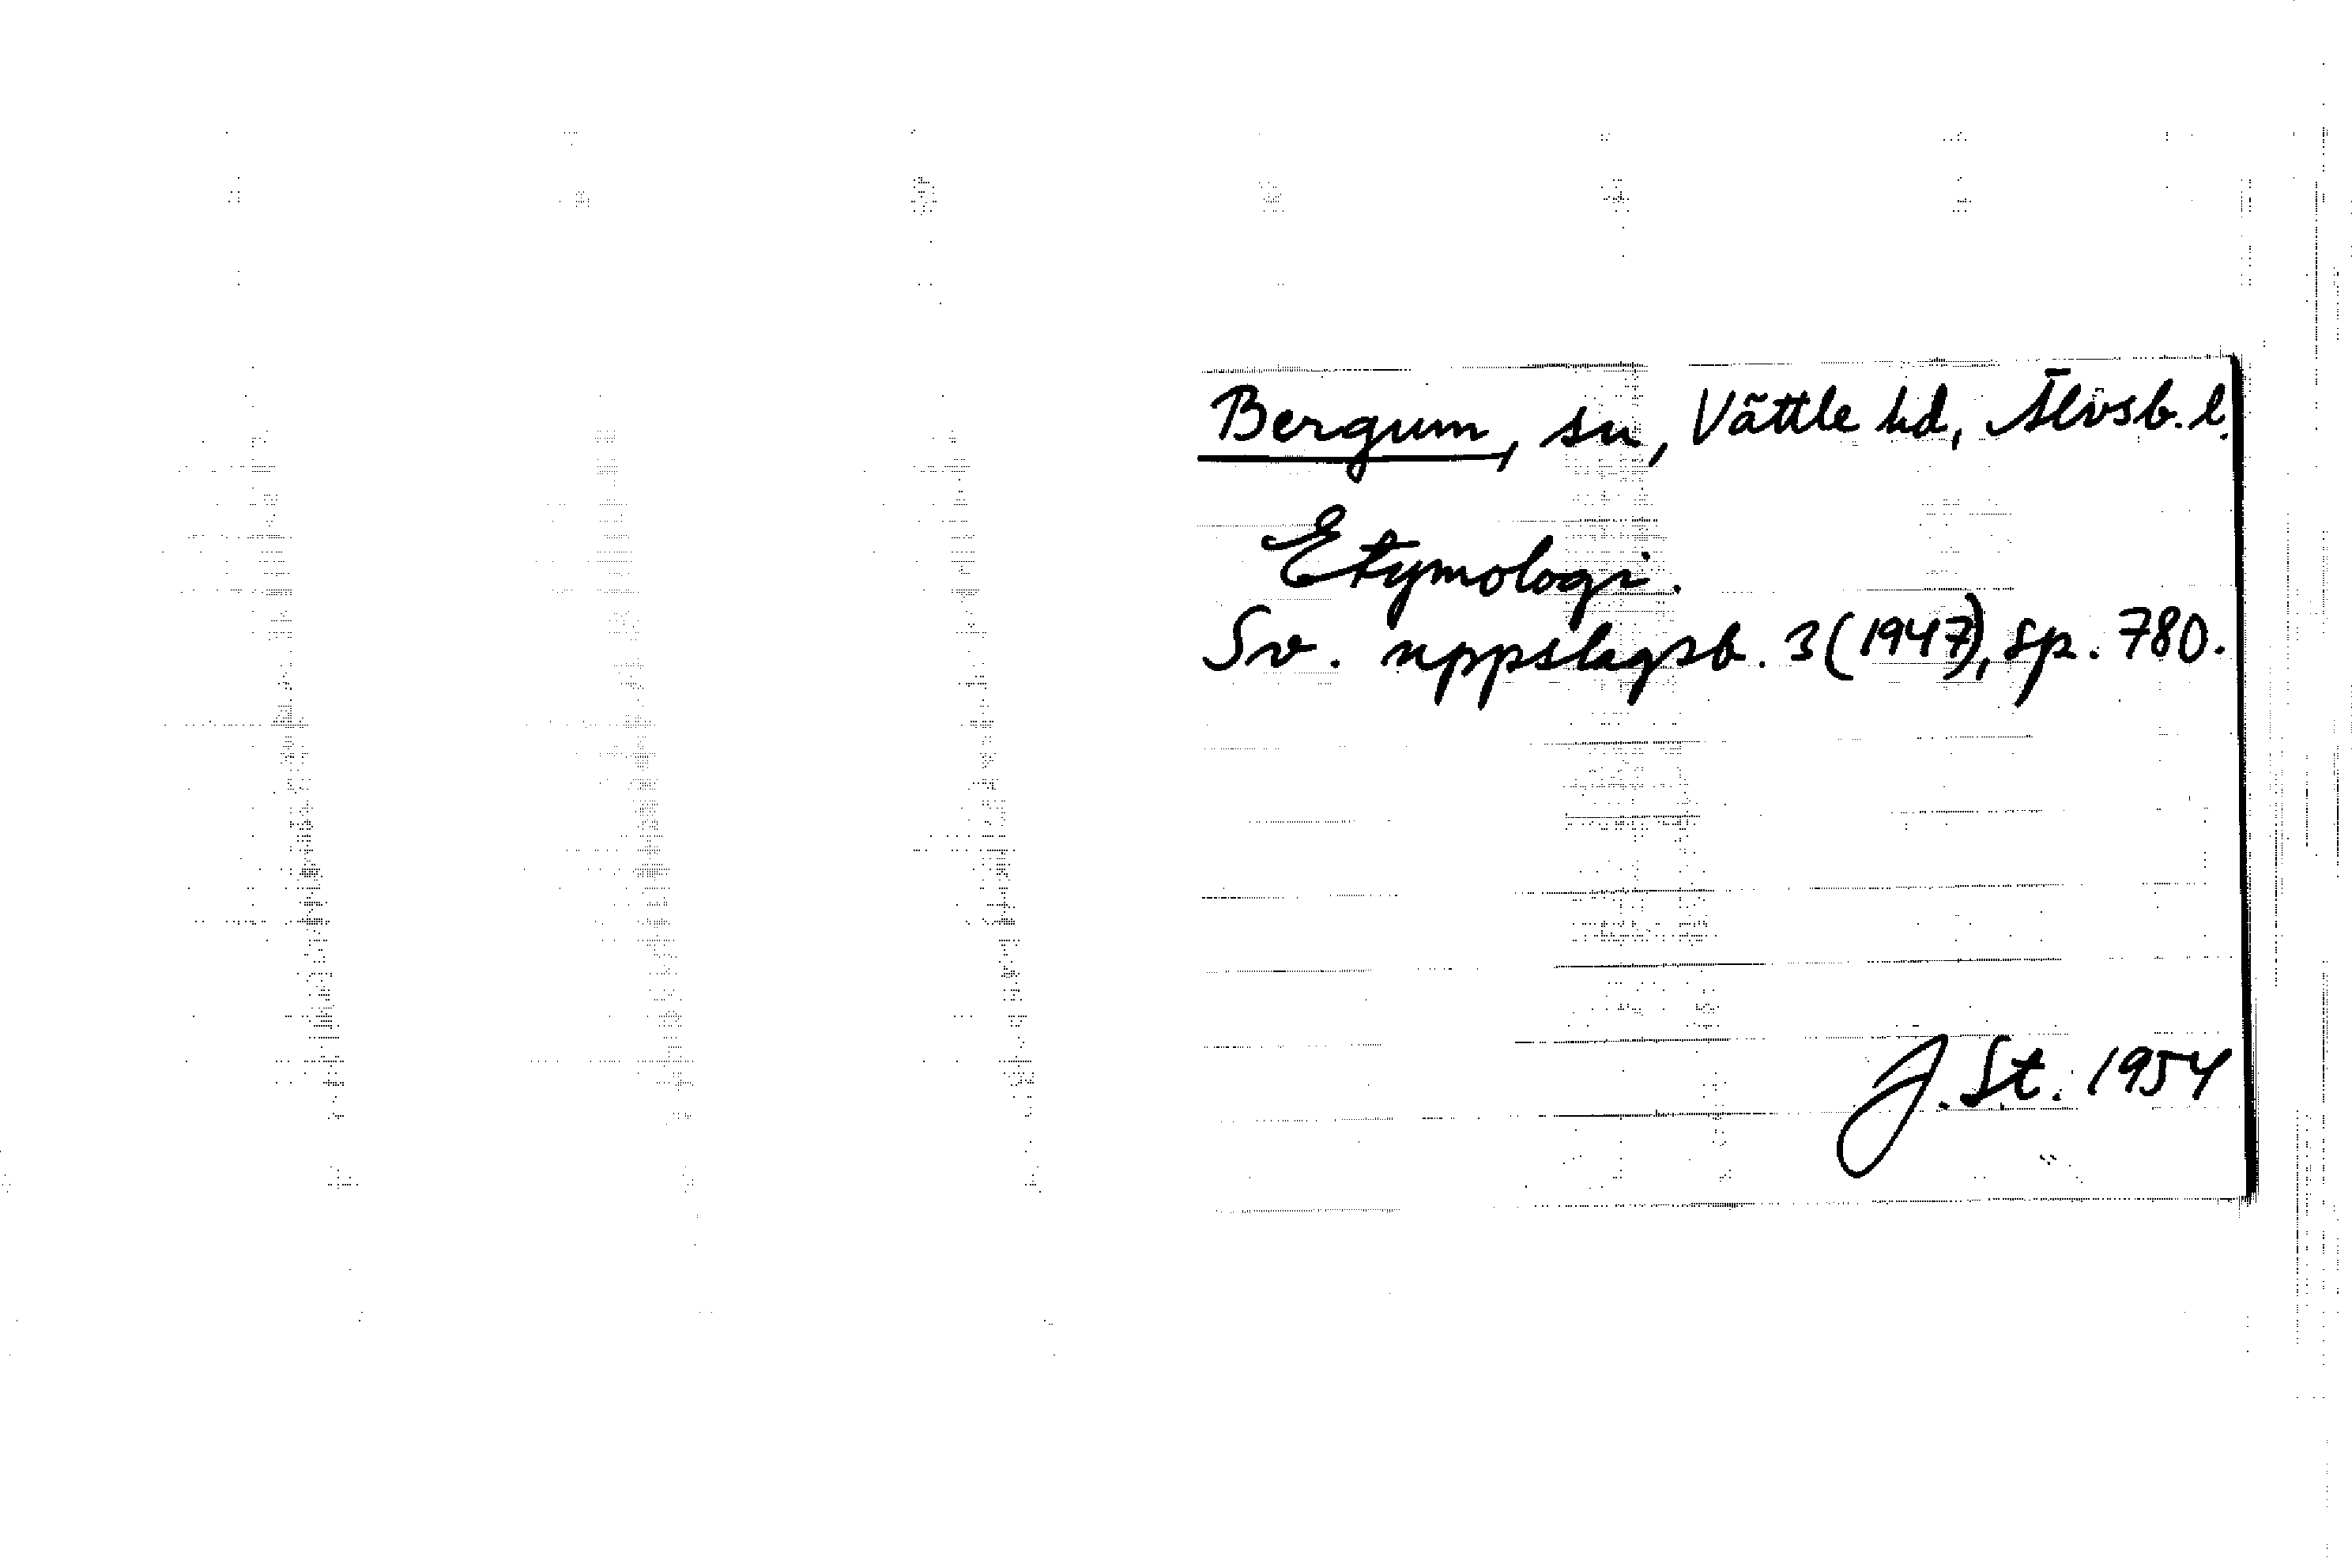 Bergum, sn, Vättle hd, Älvsb. l.
Etymologi.
Sv. uppslagsb. 3 (1947), sp. 780.
J. St. 1954